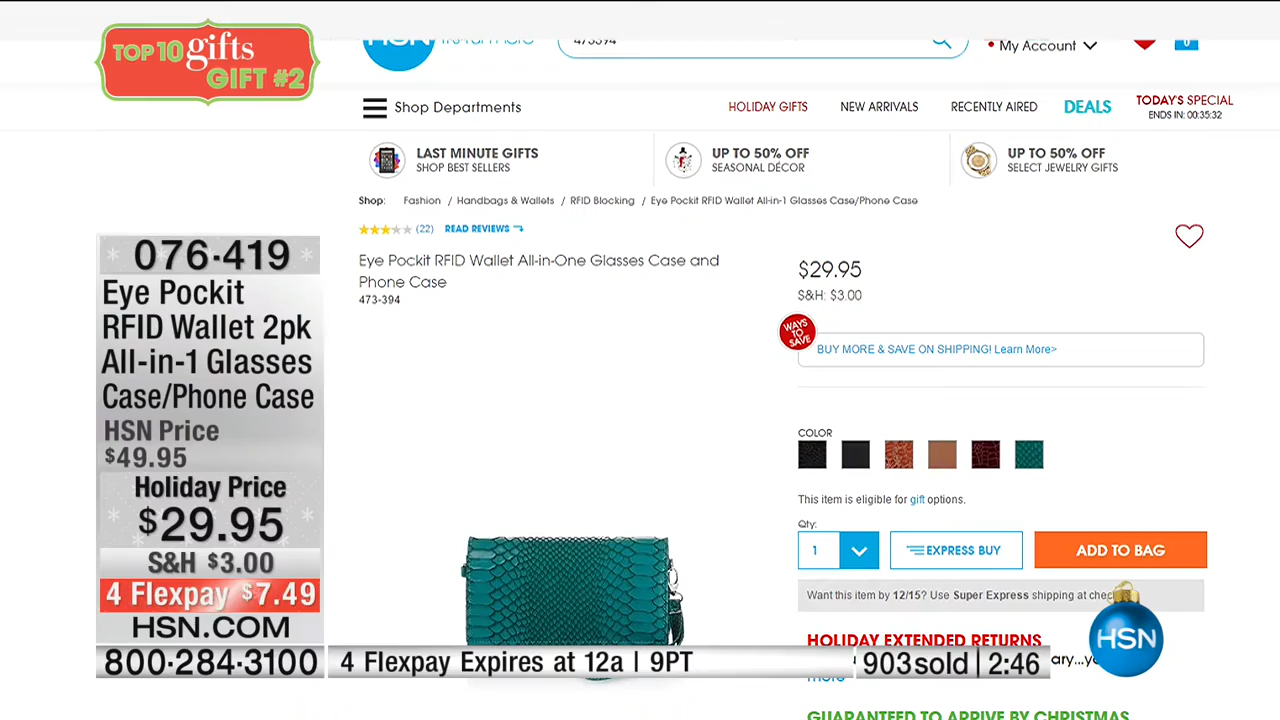 TOP 10 gifts
GIFT #2
HSN
473394
My Account
0
Shop Departments
HOLIDAY GIFTS
NEW ARRIVALS
RECENTLY AIRED
DEALS
TODAY'S SPECIAL
ENDS IN: 00:35:32
LAST MINUTE GIFTS
SHOP BEST SELLERS
UP TO 50% OFF
SEASONAL DÉCOR
UP TO 50% OFF
SELECT JEWELRY GIFTS
Shop: Fashion / Handbags & Wallets / RFID Blocking / Eye Pockit RFID Wallet All-in-1 Glasses Case/Phone Case
(22) READ REVIEWS
Eye Pockit RFID Wallet All-in-One Glasses Case and
Phone Case
473-394
$29.95
S&H: $3.00
WAYS
TO
SAVE
BUY MORE & SAVE ON SHIPPING! Learn More>
COLOR
This item is eligible for gift options.
Qty:
1
EXPRESS BUY
ADD TO BAG
Want this item by 12/15? Use Super Express shipping at
HOLIDAY EXTENDED RETURNS
more
GUARANTEED TO ARRIVE BY CHRISTMAS
076-419
Eye Pockit
RFID Wallet 2pk
All-in-1 Glasses
Case/Phone Case
HSN Price
$49.95
Holiday Price
$29.95
S&H $3.00
4 Flexpay $7.49
HSN.COM
800-284-3100
4 Flexpay Expires at 12a | 9PT
903sold | 2:46
HSN